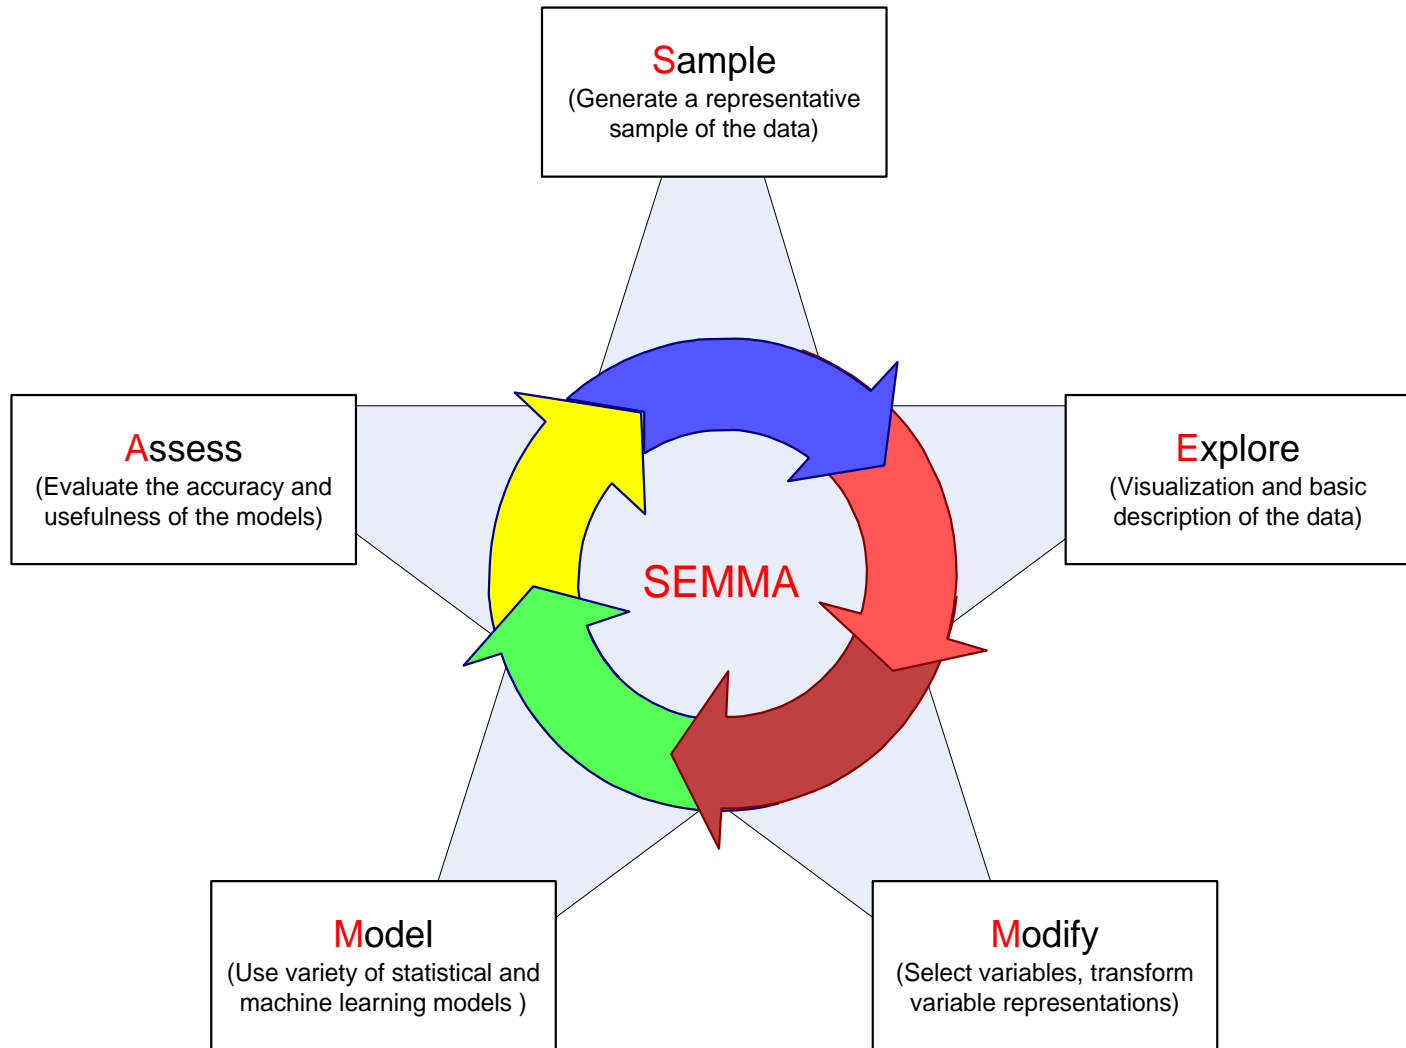 Sample
(Generate a representative
sample of the data)
Assess
(Evaluate the accuracy and
usefulness of the models)
Explore
(Visualization and basic
description of the data)
SEMMA
Model
(Use variety of statistical and
machine learning models )
Modify
(Select variables, transform
variable representations)